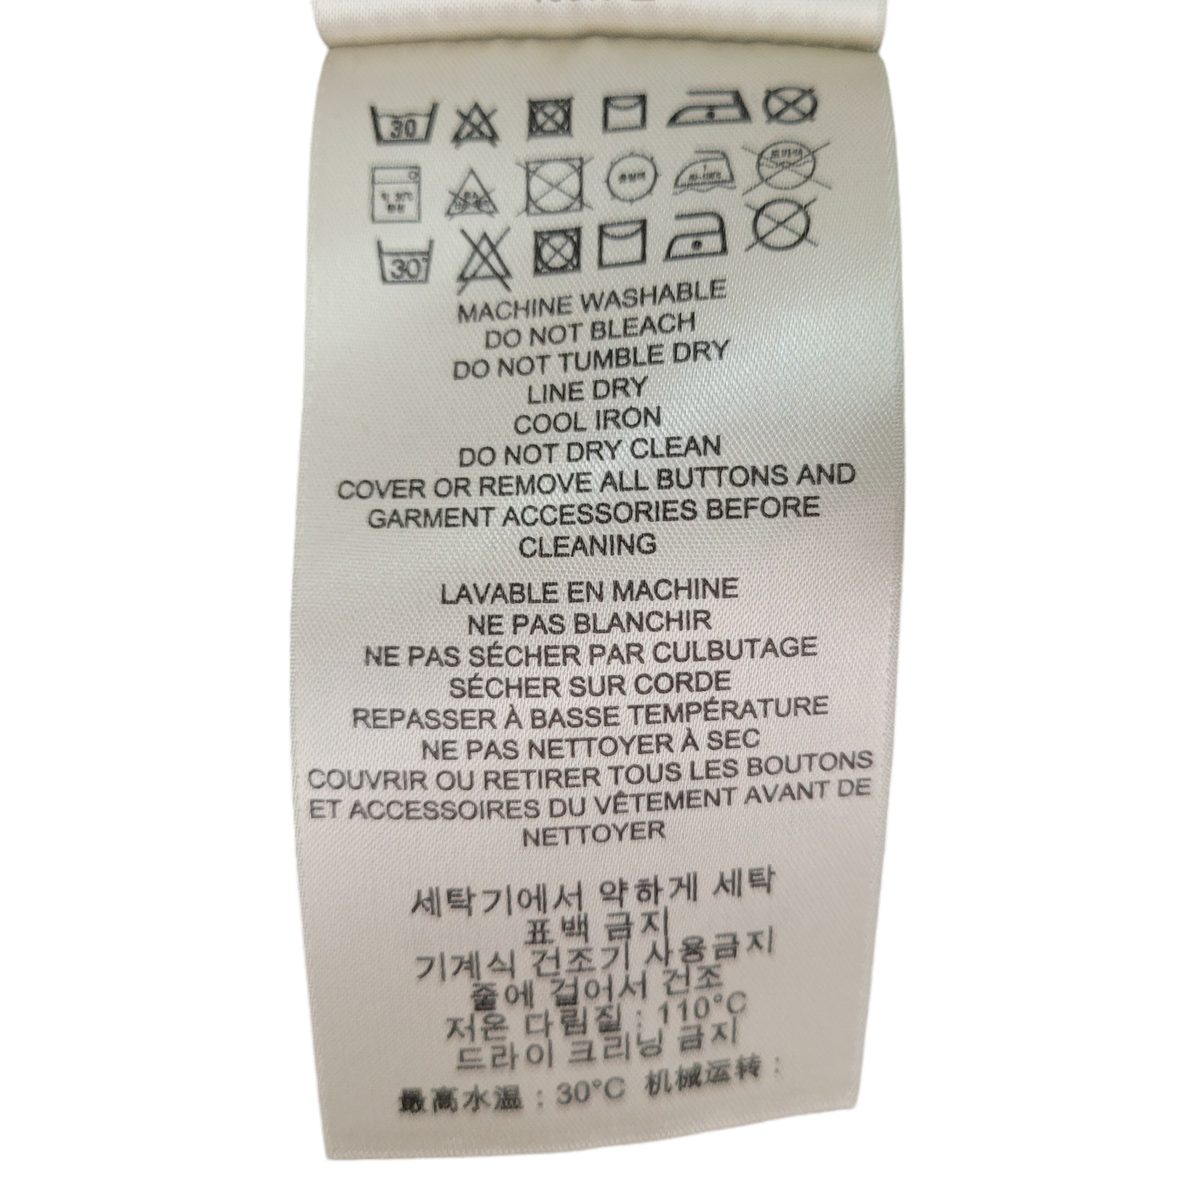 30
30
MACHINE WASHABLE
DO NOT BLEACH
DO NOT TUMBLE DRY
LINE DRY
COOL IRON
DO NOT DRY CLEAN
COVER OR REMOVE ALL BUTTONS AND
GARMENT ACCESSORIES BEFORE
CLEANING
LAVABLE EN MACHINE
NE PAS BLANCHIR
NE PAS SÉCHER PAR CULBUTAGE
SÉCHER SUR CORDE
REPASSER À BASSE TEMPÉRATURE
NE PAS NETTOYER À SEC
COUVRIR OU RETIRER TOUS LES BOUTONS
ET ACCESSOIRES DU VÊTEMENT AVANT DE
NETTOYER
세탁기에서 약하게 세탁
표백 금지
기계식 건조기 사용금지
줄에 걸어서 건조
저온 다림질 : 110°C
드라이 크리닝 금지
最高水温 : 30°C 机械运转 :